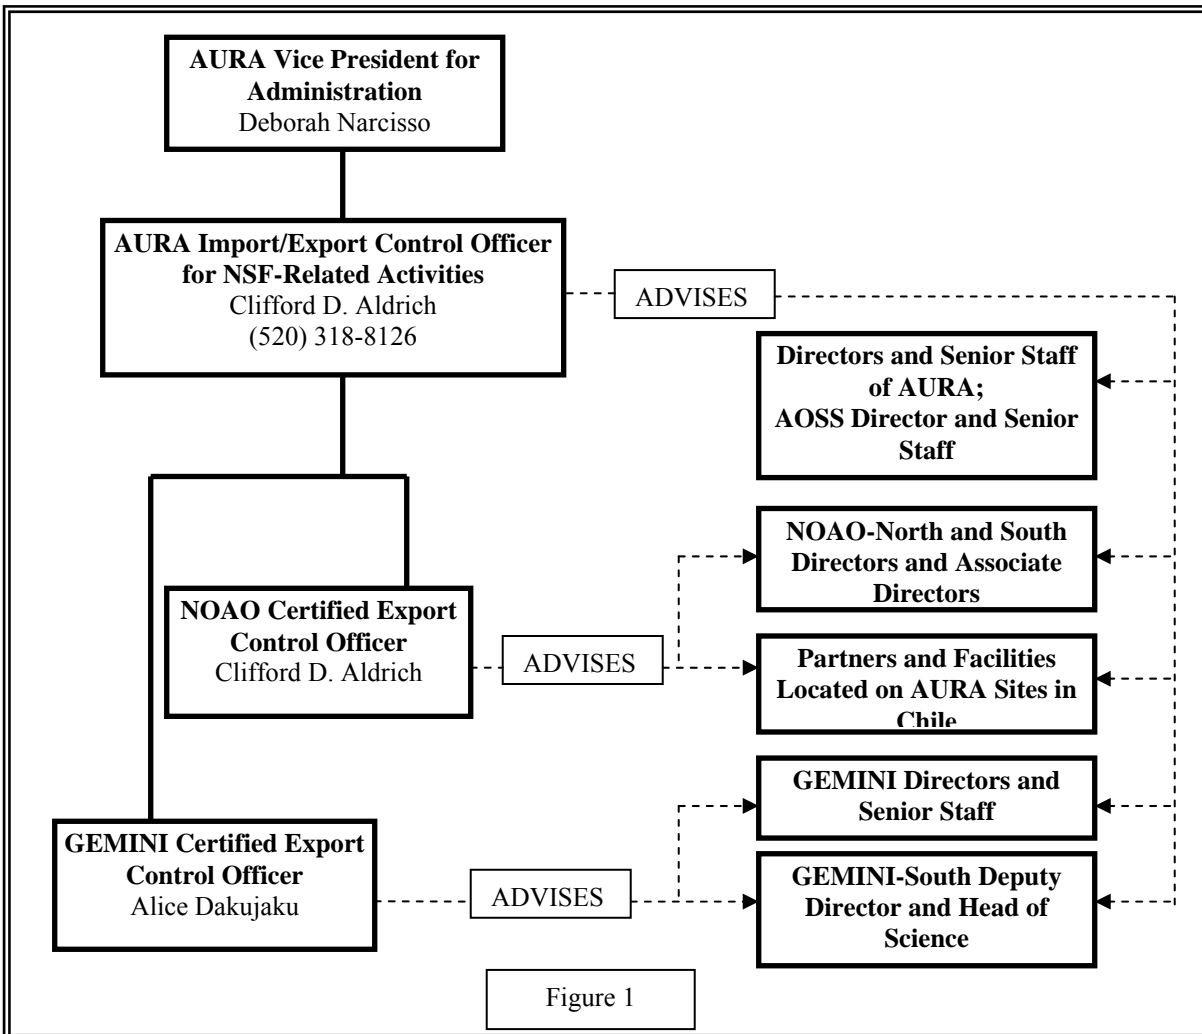 AURA Vice President for
Administration
Deborah Narcisso
AURA Import/Export Control Officer
for NSF-Related Activities
Clifford D. Aldrich
(520) 318-8126
ADVISES
Directors and Senior Staff
of AURA;
AOSS Director and Senior
Staff
NOAO-North and South
Directors and Associate
Directors
NOAO Certified Export
Control Officer
Clifford D. Aldrich
ADVISES
Partners and Facilities
Located on AURA Sites in
Chile
GEMINI Directors and
Senior Staff
GEMINI Certified Export
Control Officer
Alice Dakujaku
ADVISES
GEMINI-South Deputy
Director and Head of
Science
Figure 1